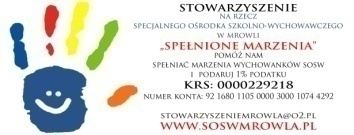 STOWARZYSZENIE
NA RZECZ
SPECJALNEGO OŚRODKA SZKOLNO-WYCHOWAWCZEGO
W MROWLI
„SPEŁNIONE MARZENIA”
POMÓŻ NAM
SPEŁNIAĆ MARZENIA WYCHOWANKÓW SOSW
I PODARUJ 1% PODATKU
KRS: 0000229218
NUMER KONTA: 92 1680 1105 0000 3000 1074 4292
STOWARZYSZENIEMROWLA@O2.PL
WWW.SOSWMROWLA.PL